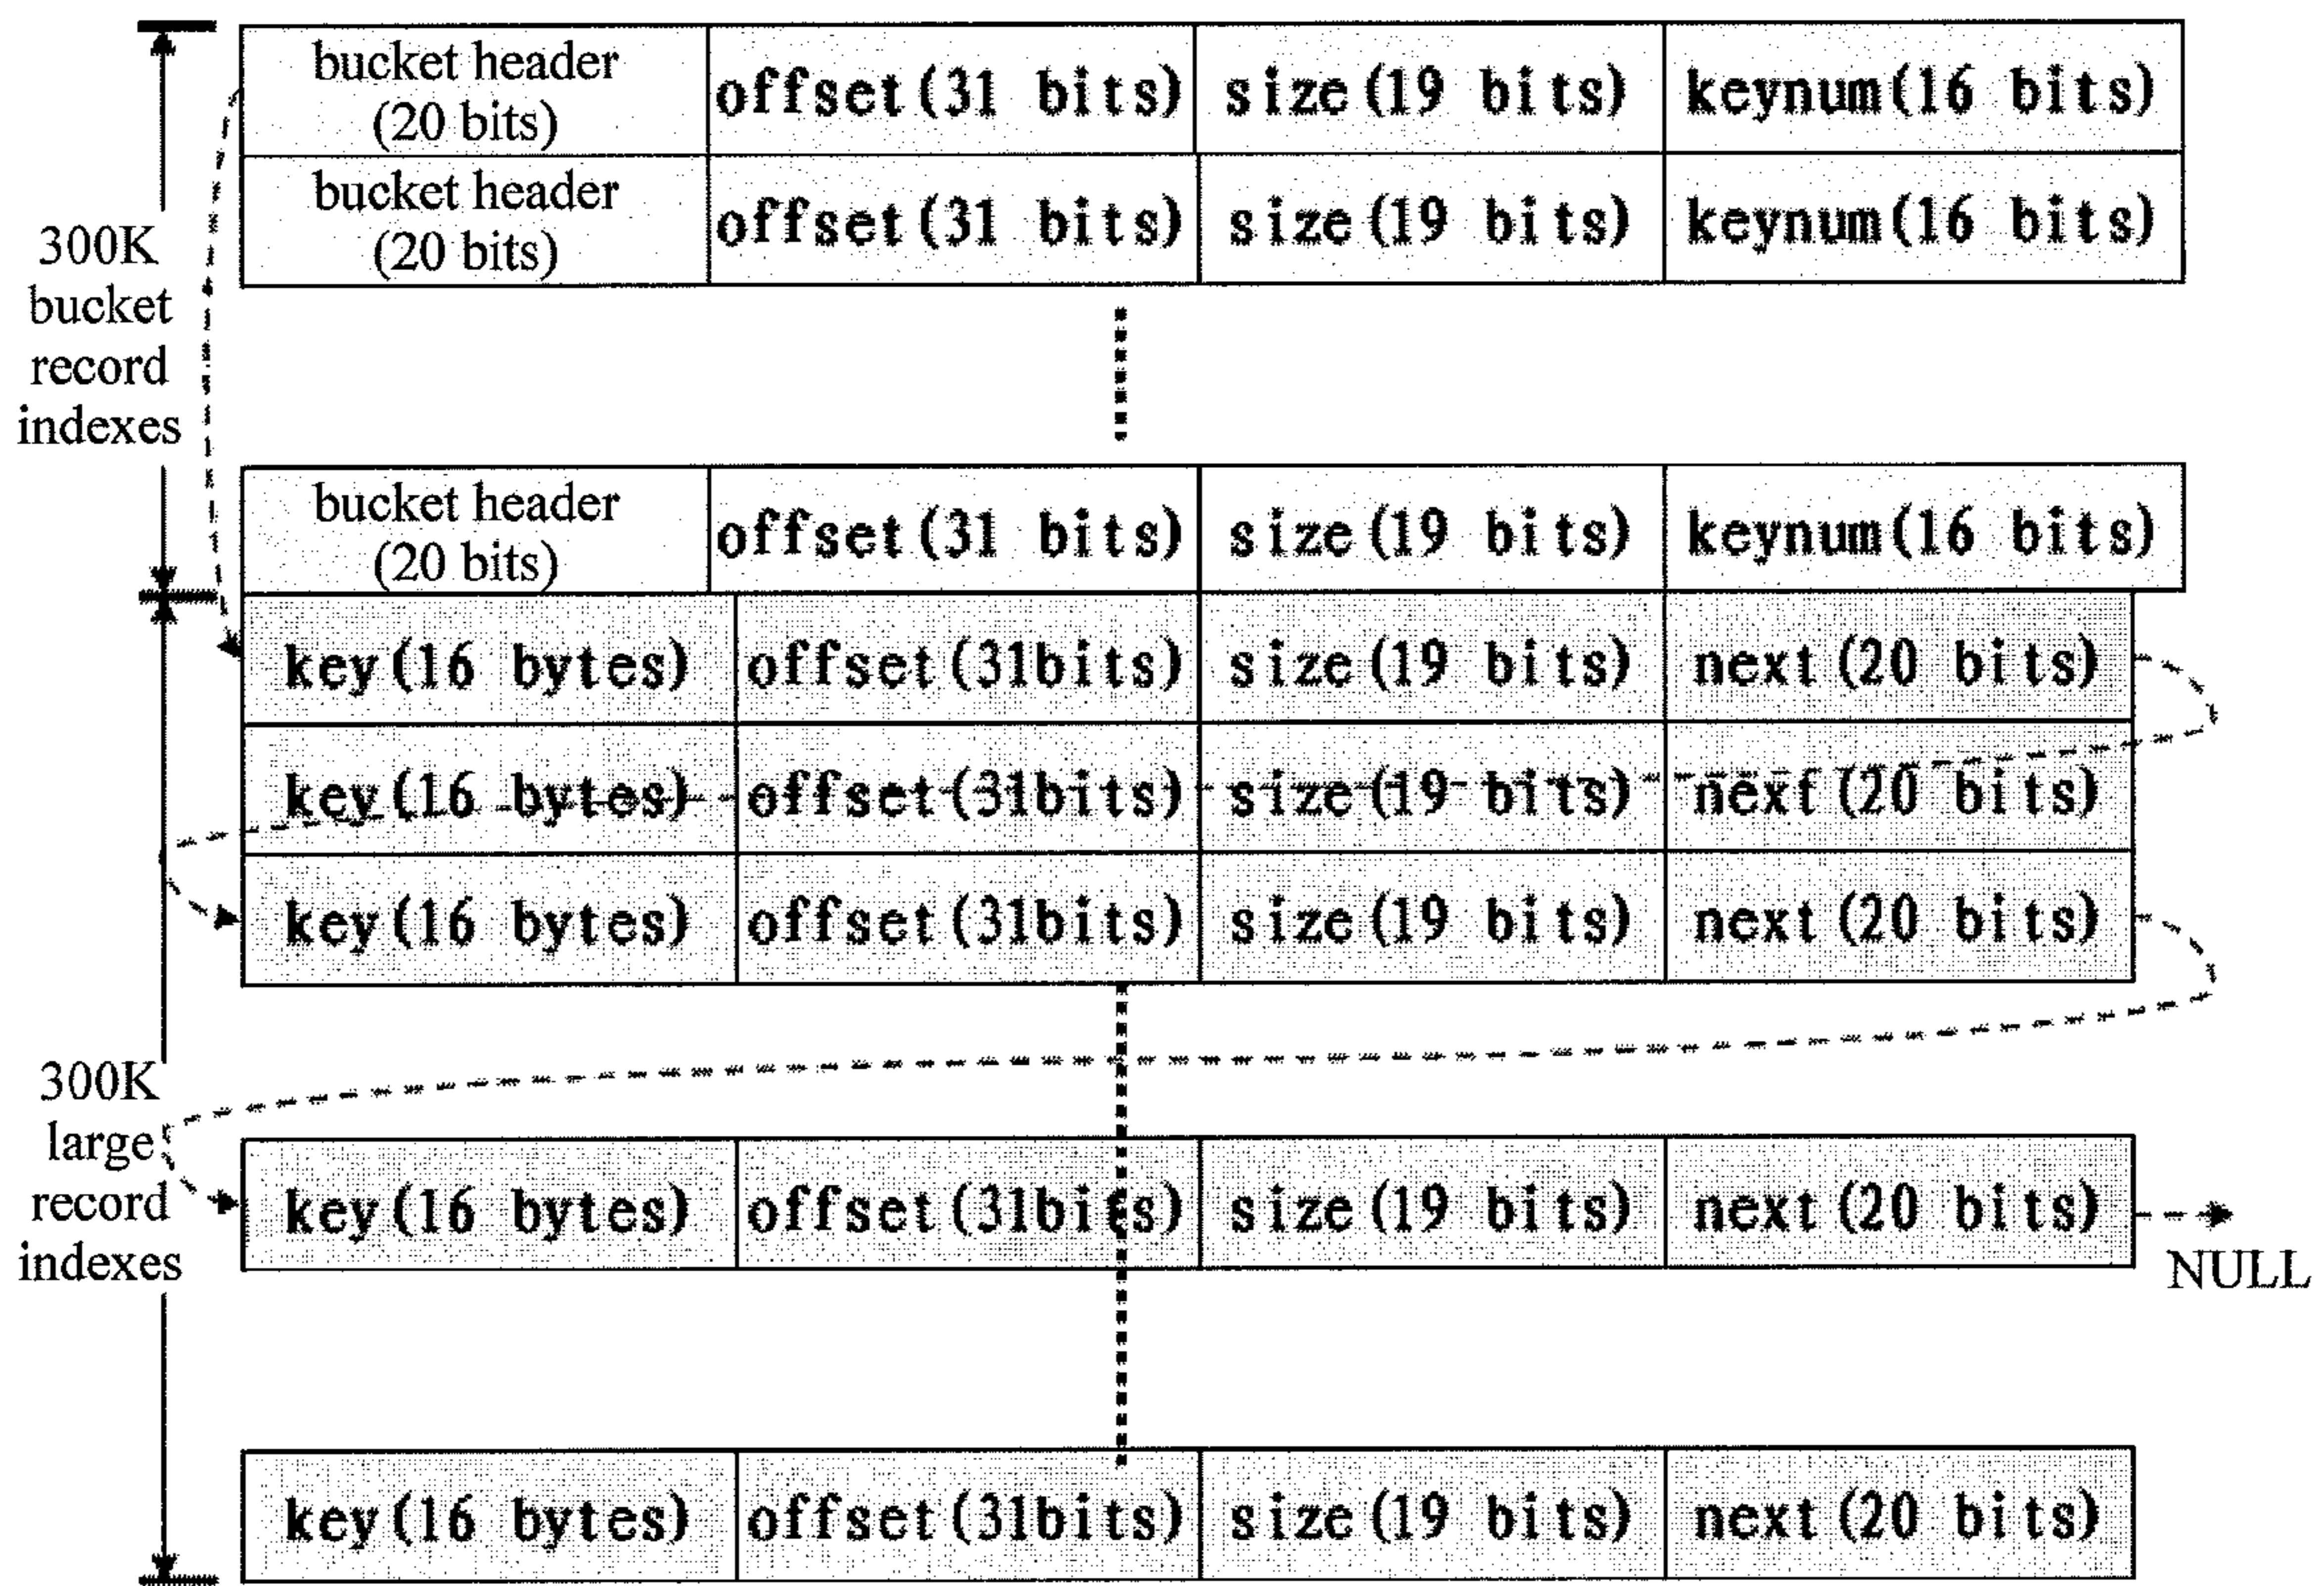 bucket header
(20 bits)
offset(31 bits)
size(19 bits)
keynum(16 bits)
bucket header
(20 bits)
offset(31 bits)
size(19 bits)
keynum(16 bits)
300K
bucket
record
indexes
bucket header
(20 bits)
offset(31 bits)
size(19 bits)
keynum(16 bits)
key(16 bytes)
offset(31bits)
size(19 bits)
next(20 bits)
key(16 bytes)
offset(31bits)
size(19 bits)
next(20 bits)
key(16 bytes)
offset(31bits)
size(19 bits)
next(20 bits)
300K
large
record
indexes
key(16 bytes)
offset(31bits)
size(19 bits)
next(20 bits)
NULL
key(16 bytes)
offset(31bits)
size(19 bits)
next(20 bits)